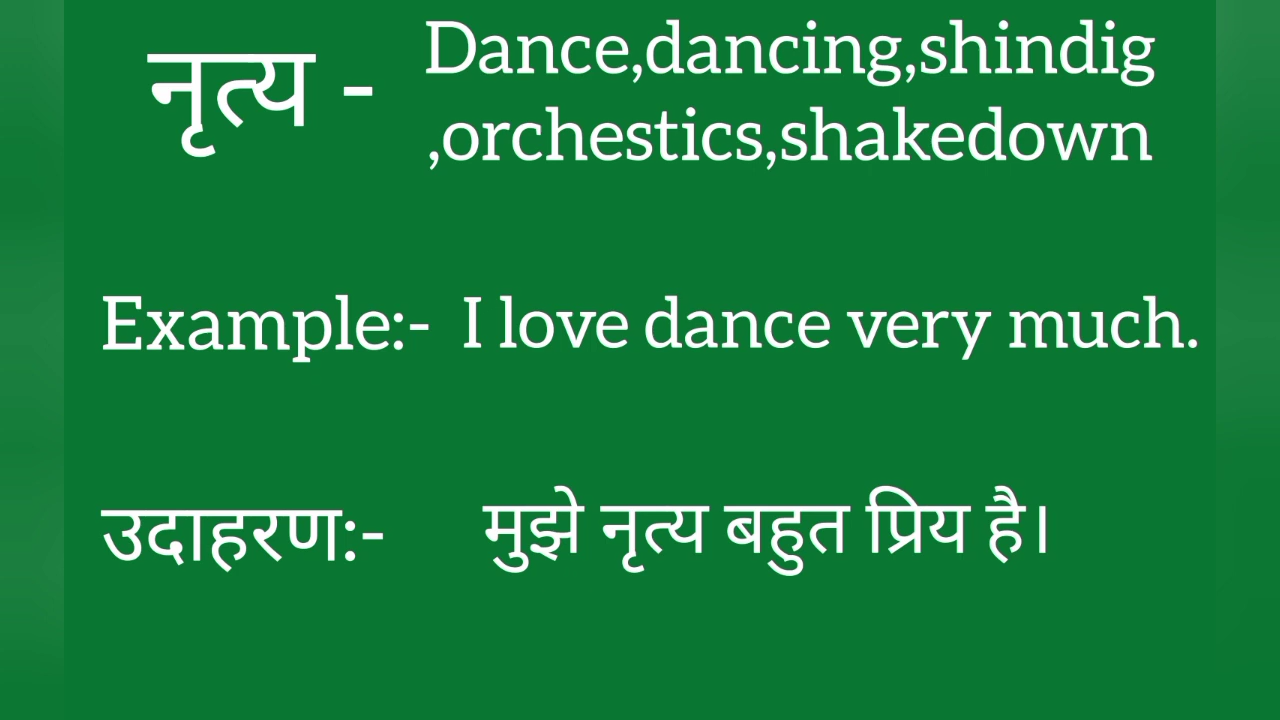 नृत्य - Dance,dancing,shindig
,orchestics,shakedown
Example:- I love dance very much.
उदाहरण:- मुझे नृत्य बहुत प्रिय है।